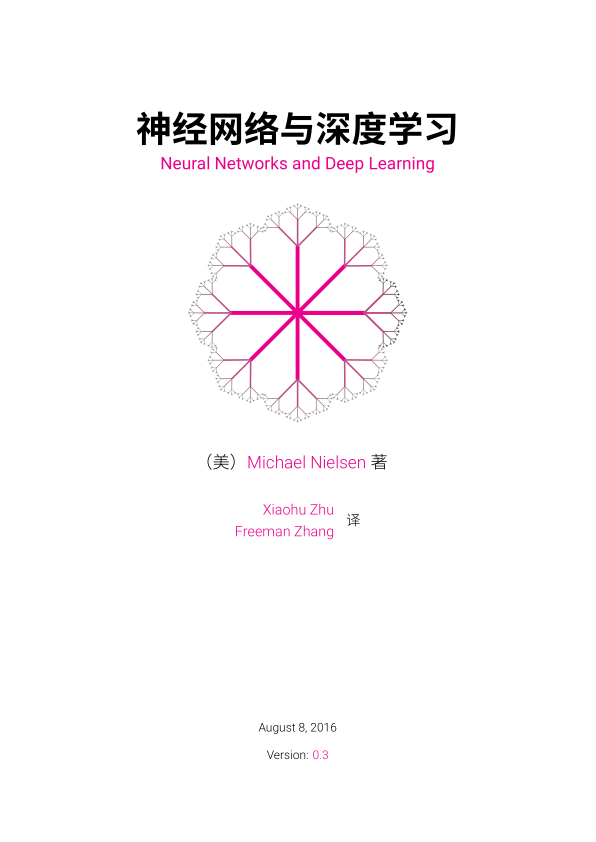 神经网络与深度学习
Neural Networks and Deep Learning
（美）Michael Nielsen 著
Xiaohu Zhu
Freeman Zhang
译
August 8, 2016
Version: 0.3